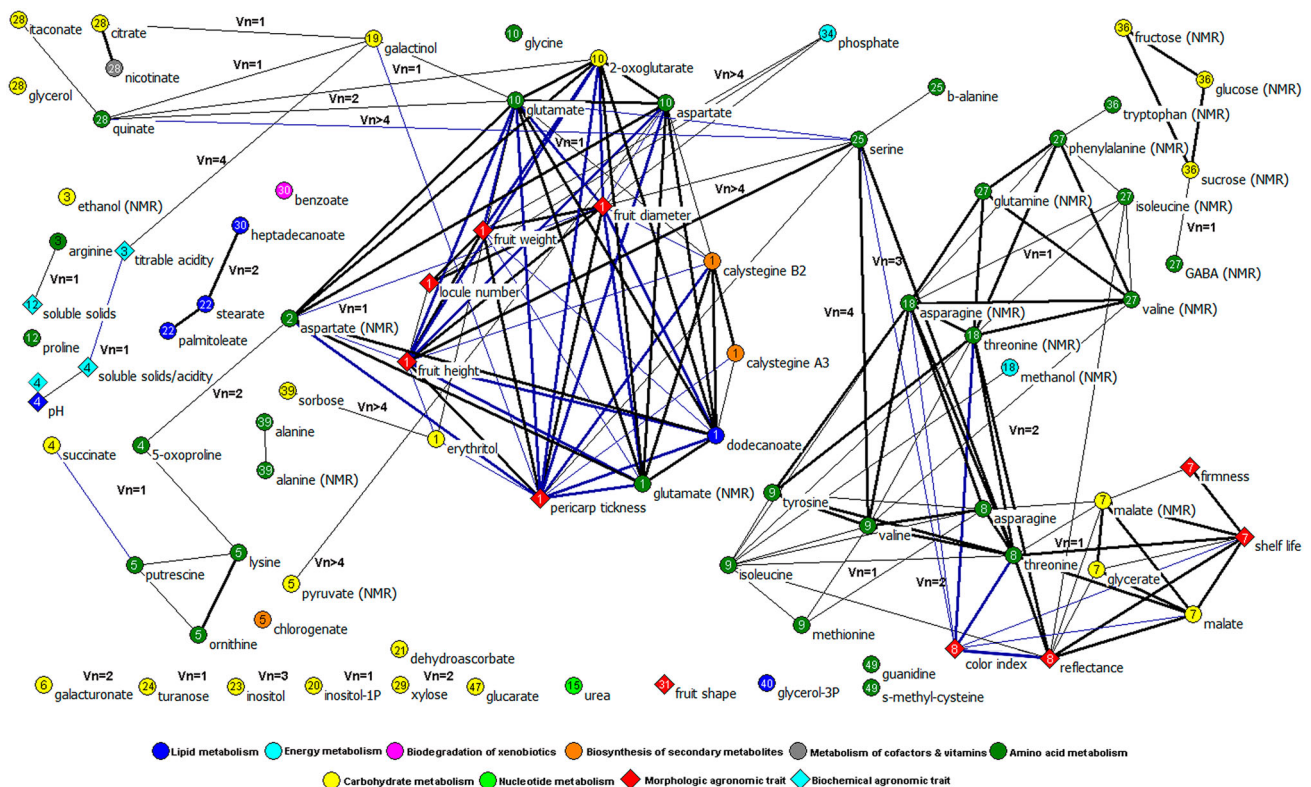 28 itaconate
28 citrate
Vn=1
19 galactinol
10 glycine
34 phosphate
36 fructose (NMR)
28 nicotinate
Vn=1
Vn=1
10 2-oxoglutarate
Vn>4
28 glycerol
36 glucose (NMR)
25 b-alanine
28 quinate
Vn=2
10 glutamate
10 aspartate
36 tryptophan (NMR)
Vn>4
Vn=1
25 serine
27 phenylalanine (NMR)
36 sucrose (NMR)
Vn=4
3 ethanol (NMR)
30 benzoate
Vn>4
27 glutamine (NMR)
27 isoleucine (NMR)
1 fruit diameter
Vn=1
30 heptadecanoate
1 fruit weight
3 arginine
3 titrable acidity
Vn=1
27 GABA (NMR)
Vn=1
Vn=2
1 calystegine B2
Vn=3
12 soluble solids
1 locule number
22 stearate
18 asparagine (NMR)
27 valine (NMR)
Vn=4
2 aspartate (NMR)
Vn=1
22 palmitoleate
12 proline
18 threonine (NMR)
Vn=1
1 calystegine A3
4 soluble solids/acidity
1 fruit height
18 methanol (NMR)
4
4 pH
Vn=2
39 sorbose
Vn>4
39 alanine
1 erythritol
1 dodecanoate
Vn=2
4 succinate
4 5-oxoproline
39 alanine (NMR)
7 firmness
1 glutamate (NMR)
1 pericarp tickness
Vn=1
9 tyrosine
8 asparagine
7 malate (NMR)
9 valine
7 shelf life
5 lysine
Vn>4
Vn=1
5 putrescine
9 isoleucine
Vn=1
Vn=2
8 threonine
7 glycerate
5 pyruvate (NMR)
5 chlorogenate
9 methionine
7 malate
5 ornithine
21 dehydroascorbate
8 color index
8 reflectance
49 guanidine
Vn=2
Vn=1
Vn=3
Vn=1
Vn=2
6 galacturonate
24 turanose
23 inositol
20 inositol-1P
29 xylose
47 glucarate
15 urea
31 fruit shape
40 glycerol-3P
49 s-methyl-cysteine
Lipid metabolism Energy metabolism Biodegradation of xenobiotics Biosynthesis of secondary metabolites Metabolism of cofactors & vitamins Amino acid metabolism
Carbohydrate metabolism Nucleotide metabolism Morphologic agronomic trait Biochemical agronomic trait